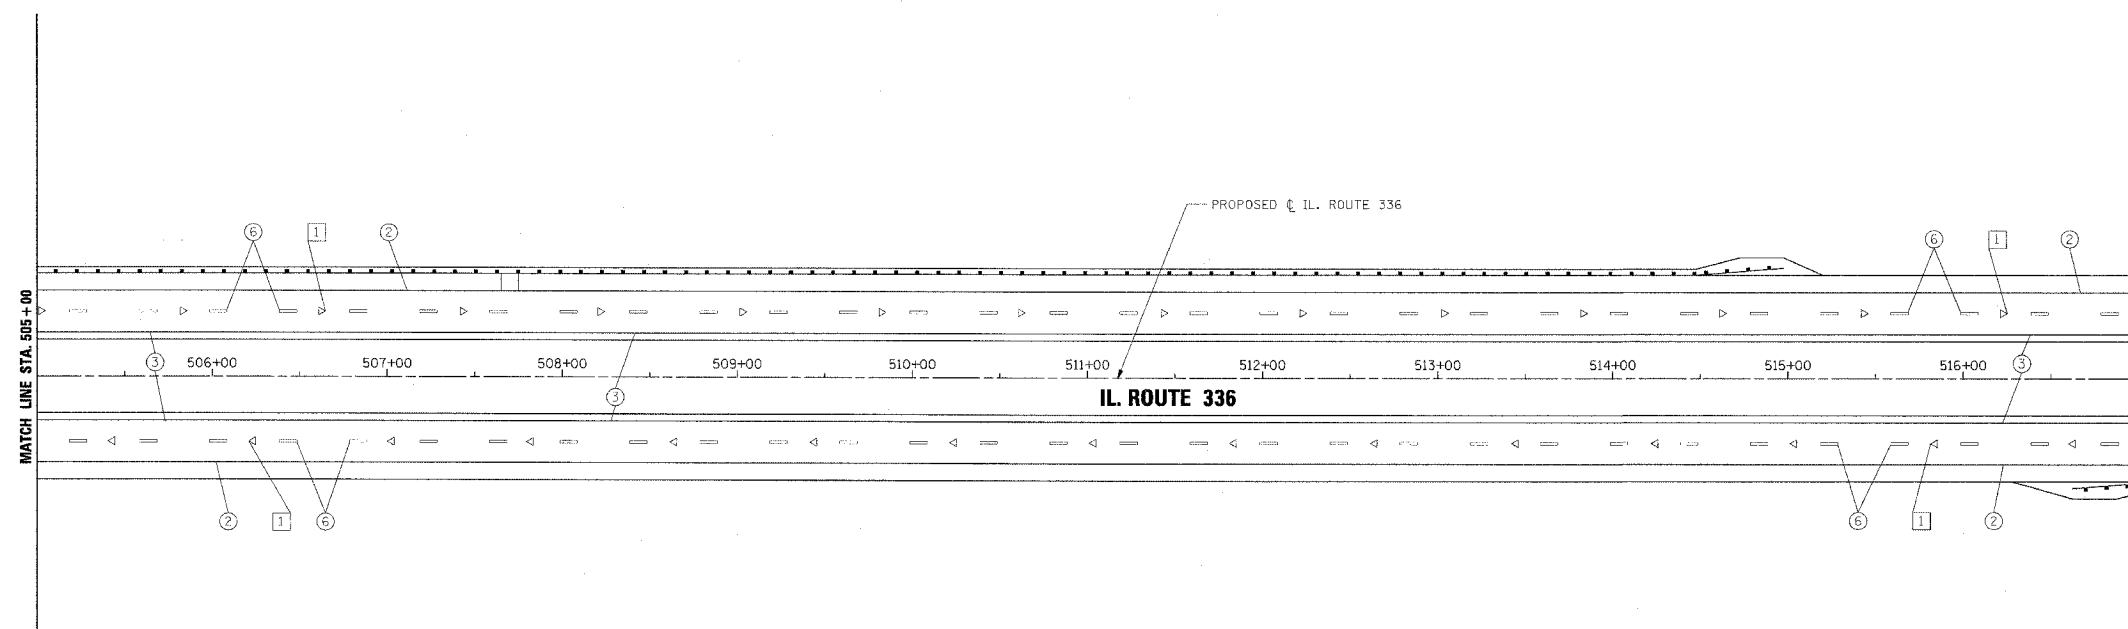 PROPOSED ℄ IL. ROUTE 336
6 1 2 6 1 2
MATCH LINE STA. 505+00
3 3 3
506+00 507+00 508+00 509+00 510+00 511+00 512+00 513+00 514+00 515+00 516+00
IL. ROUTE 336
2 1 6 6 1 2